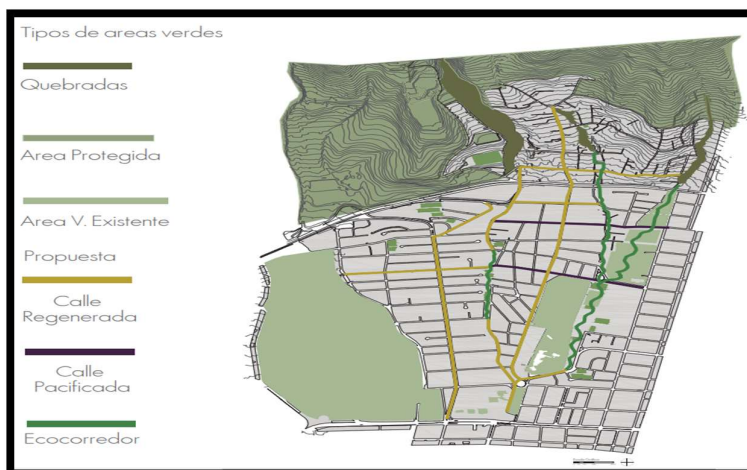 Tipos de areas verdes
Quebradas
Area Protegida
Area V. Existente
Propuesta
Calle
Regenerada
Calle
Pacificada
Ecocorredor